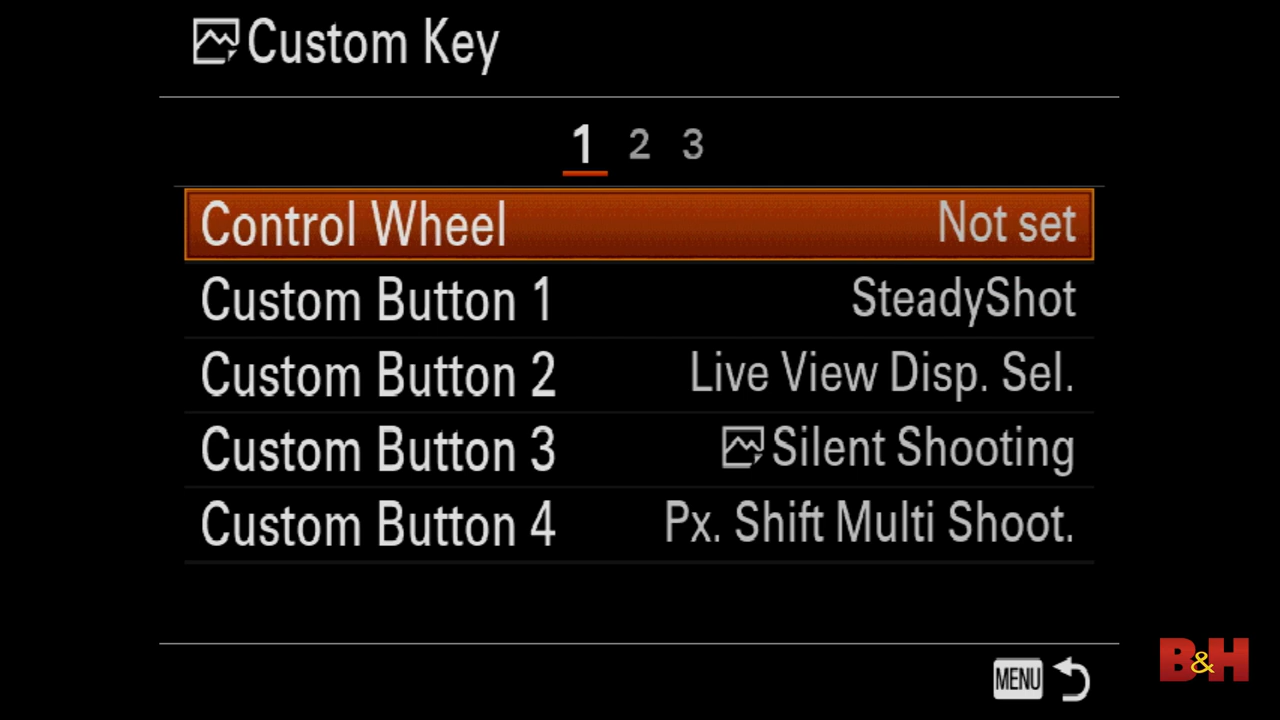 Custom Key
1 2 3
Control Wheel Not set
Custom Button 1 SteadyShot
Custom Button 2 Live View Disp. Sel.
Custom Button 3 Silent Shooting
Custom Button 4 Px. Shift Multi Shoot.
MENU
B&H